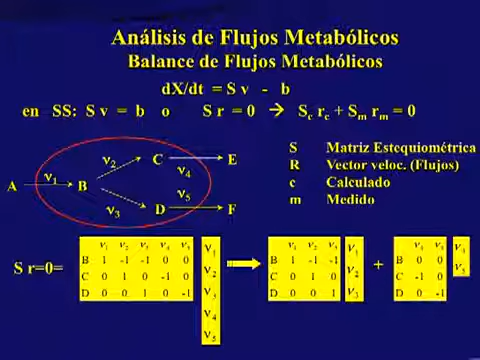 Análisis de Flujos Metabólicos
Balance de Flujos Metabólicos
dX/dt = S v - b
en SS: S v = b o S r = 0 → Sc rc + Sm rm = 0
A ν1 B ν2 C ν4 E
ν3 D ν5 F
S Matriz Estequiométrica
R Vector veloc. (Flujos)
c Calculado
m Medido
S r=0=
ν1 ν2 ν3 ν4 ν5
B 1 -1 -1 0 0
C 0 1 0 -1 0
D 0 0 1 0 -1
ν1
ν2
ν3
ν4
ν5
ν1 ν2 ν3
B 1 -1 -1
C 0 1 0
D 0 0 1
ν1
ν2
ν3
+
ν4 ν5
B 0 0
C -1 0
D 0 -1
ν4
ν5